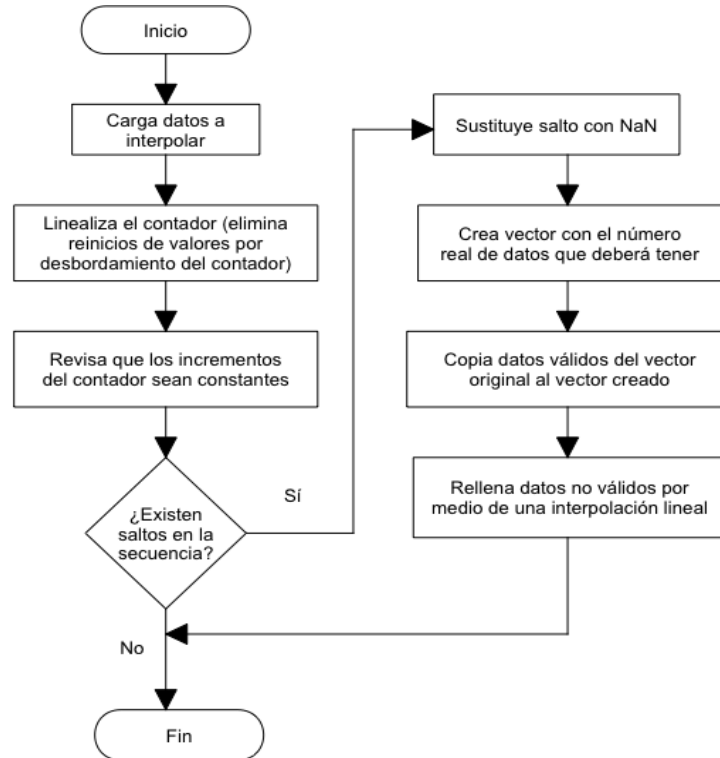 Inicio
Carga datos a
interpolar
Linealiza el contador (elimina
reinicios de valores por
desbordamiento del contador)
Revisa que los incrementos
del contador sean constantes
¿Existen
saltos en la
secuencia?
Sí
No
Fin
Sustituye salto con NaN
Crea vector con el número
real de datos que deberá tener
Copia datos válidos del vector
original al vector creado
Rellena datos no válidos por
medio de una interpolación lineal